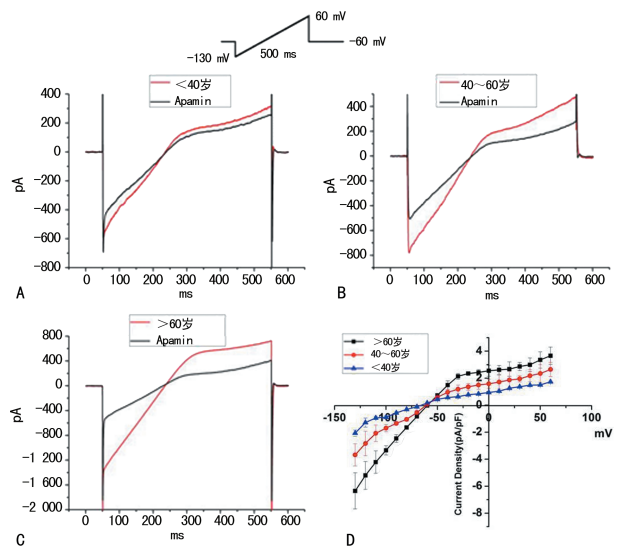 60 mV
-130 mV
-60 mV
500 ms
<40岁
Apamin
400
200
0
-200
-400
-600
-800
pA
0 100 200 300 400 500 600
ms
A
40~60岁
Apamin
400
200
0
-200
-400
-600
-800
pA
0 100 200 300 400 500 600
ms
B
>60岁
Apamin
800
400
0
-400
-800
-1 200
-1 600
-2 000
pA
0 100 200 300 400 500 600
ms
C
>60岁
40~60岁
<40岁
4
2
0
-2
-4
-6
-8
-150 -100 -50 0 50 100
mV
Current Density(pA/pF)
D